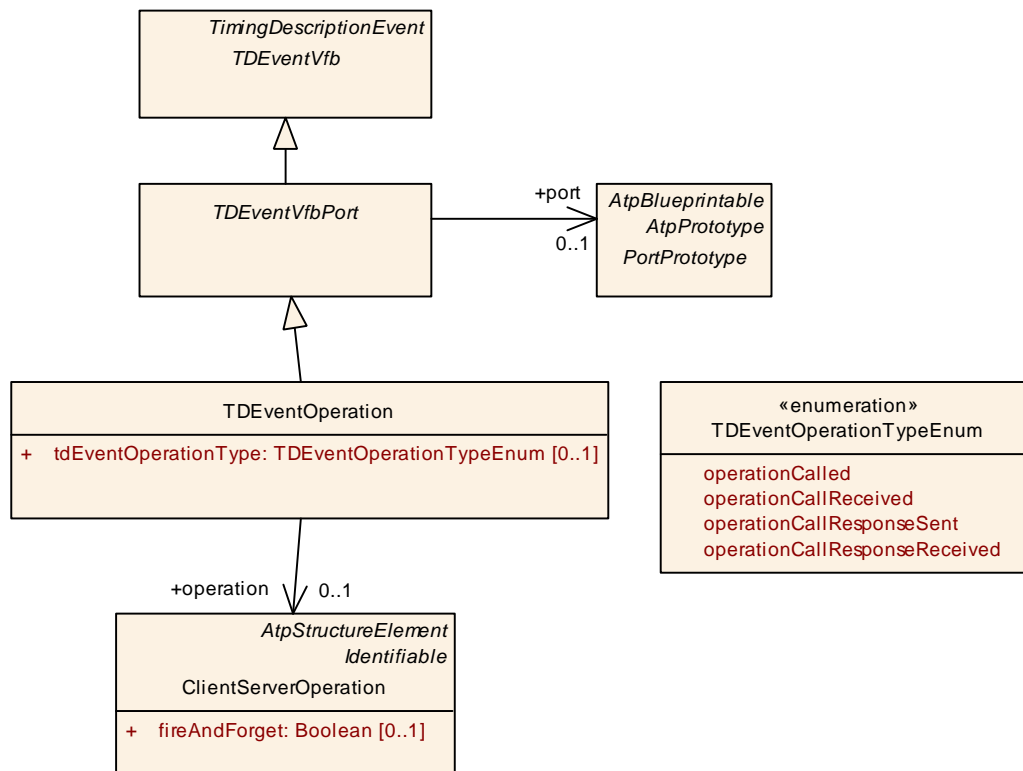 TimingDescriptionEvent
TDEventVfb
TDEventVfbPort
+port
0..1
AtpBlueprintable
AtpPrototype
PortPrototype
TDEventOperation
+ tdEventOperationType: TDEventOperationTypeEnum [0..1]
«enumeration»
TDEventOperationTypeEnum
operationCalled
operationCallReceived
operationCallResponseSent
operationCallResponseReceived
+operation
0..1
AtpStructureElement
Identifiable
ClientServerOperation
+ fireAndForget: Boolean [0..1]